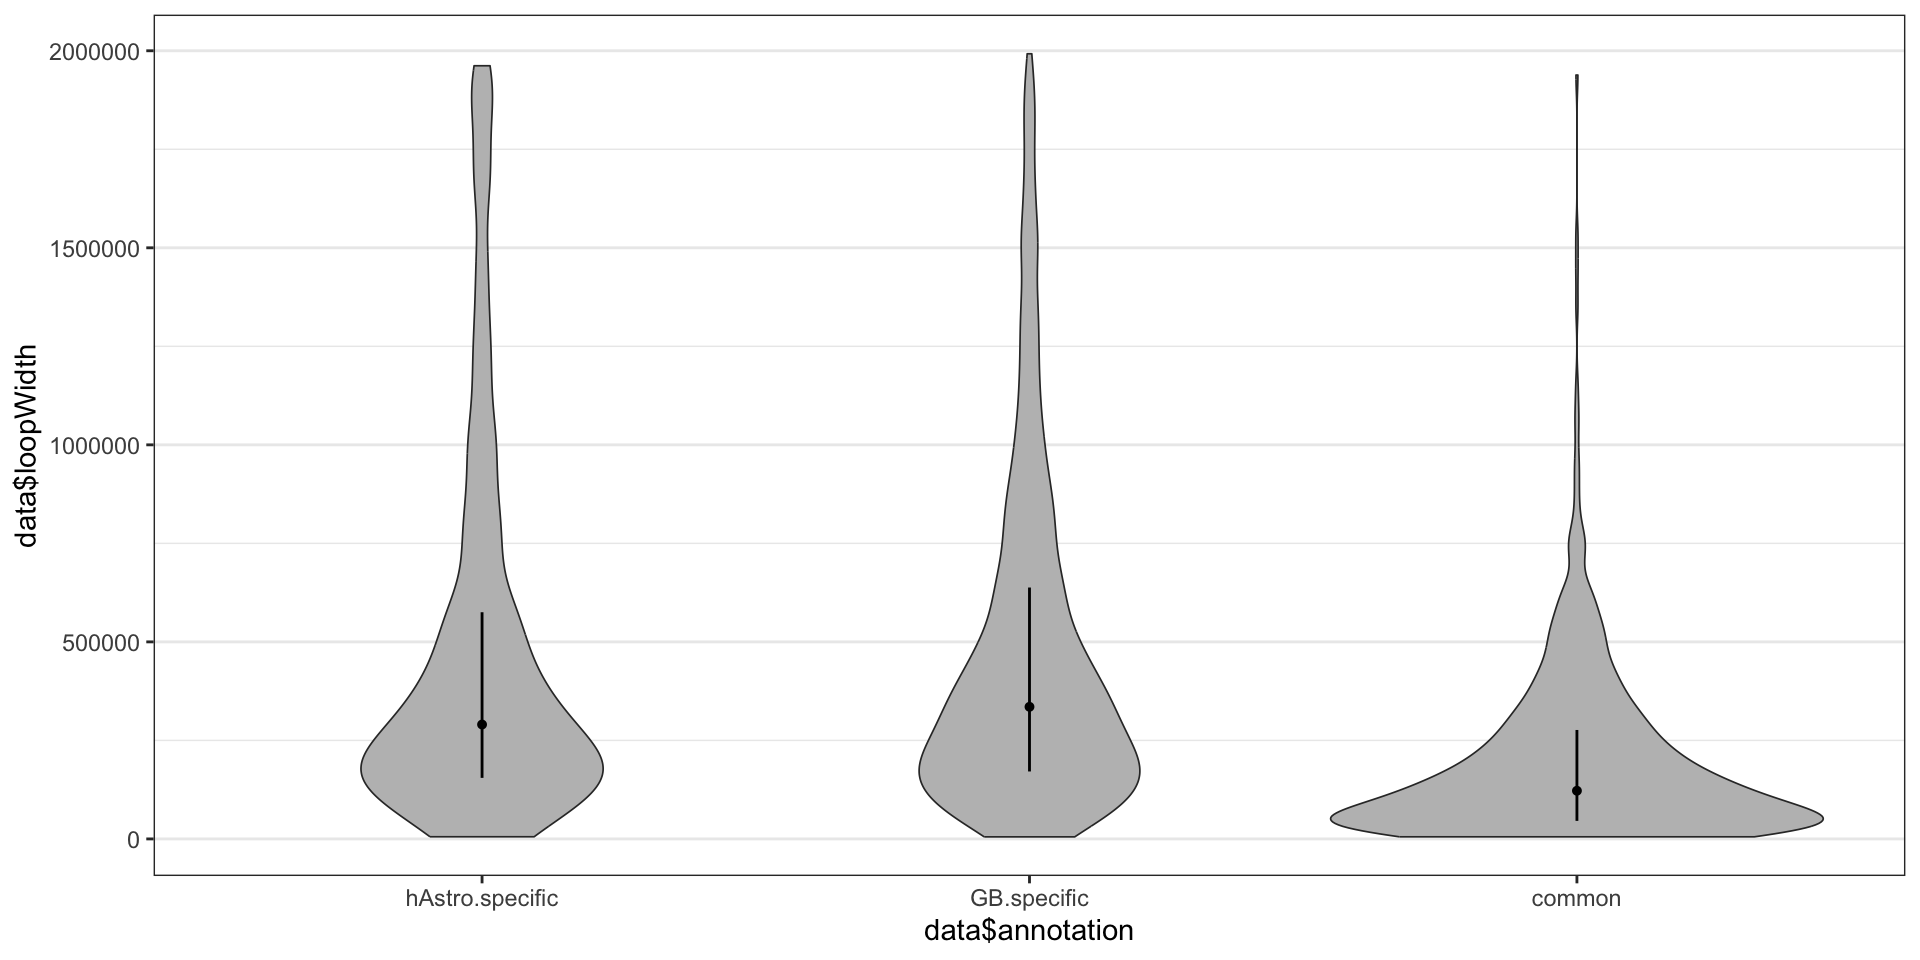 data$loopWidth
2000000
1500000
1000000
500000
0
hAstro.specific GB.specific common
data$annotation